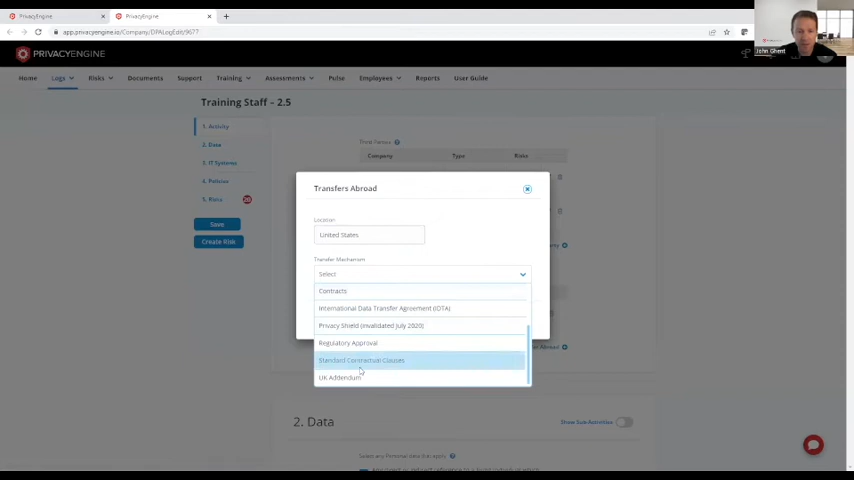 PrivacyEngine
PrivacyEngine
app.privacyengine.io/Company/DPALogEdit/9677
John Ghent
PRIVACYENGINE
Home Logs Risks Documents Support Training Assessments Pulse Employees Reports User Guide
Training Staff - 2.5
1. Activity
2. Data
3. IT Systems
4. Policies
5. Risks 20
Save
Create Risk
Third Parties
Company Type Risks
Transfers Abroad
Location
United States
Transfer Mechanism
Select
Contracts
International Data Transfer Agreement (IDTA)
Privacy Shield (invalidated July 2020)
Regulatory Approval
Standard Contractual Clauses
UK Addendum
Abroad
2. Data
Show Sub-Activities
Select any Personal data that apply